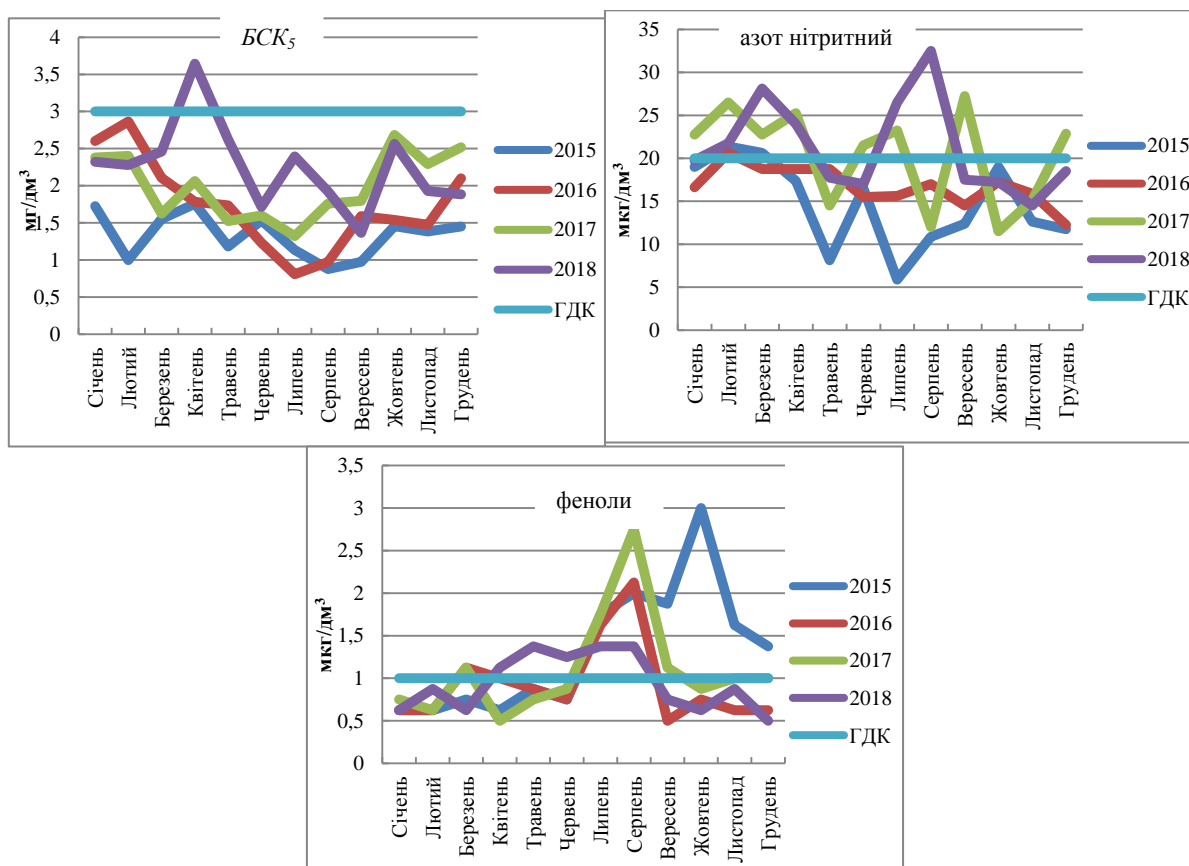 БСК₅
мг/дм³
4
3,5
3
2,5
2
1,5
1
0,5
0
Січень
Лютий
Березень
Квітень
Травень
Червень
Липень
Серпень
Вересень
Жовтень
Листопад
Грудень
2015
2016
2017
2018
ГДК
азот нітритний
мкг/дм³
35
30
25
20
15
10
5
0
Січень
Лютий
Березень
Квітень
Травень
Червень
Липень
Серпень
Вересень
Жовтень
Листопад
Грудень
2015
2016
2017
2018
ГДК
феноли
мкг/дм³
3,5
3
2,5
2
1,5
1
0,5
0
Січень
Лютий
Березень
Квітень
Травень
Червень
Липень
Серпень
Вересень
Жовтень
Листопад
Грудень
2015
2016
2017
2018
ГДК